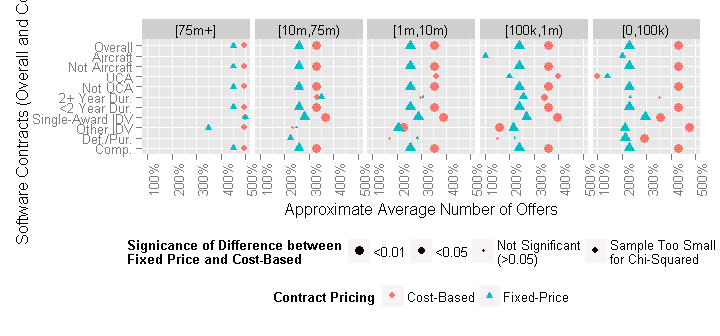 Software Contracts (Overall and Co
[75m+] [10m,75m) [1m,10m) [100k,1m) [0,100k)
Overall
Aircraft
Not Aircraft
UCA
Not UCA
2+ Year Dur.
<2 Year Dur.
Single-Award IDV
Other IDV
Def./Pur.
Comp.
100% 200% 300% 400% 500% 100% 200% 300% 400% 500% 100% 200% 300% 400% 500% 100% 200% 300% 400% 500% 100% 200% 300% 400% 500%
Approximate Average Number of Offers
Signicance of Difference between
Fixed Price and Cost-Based
<0.01
<0.05
Not Significant
(>0.05)
Sample Too Small
for Chi-Squared
Contract Pricing Cost-Based Fixed-Price